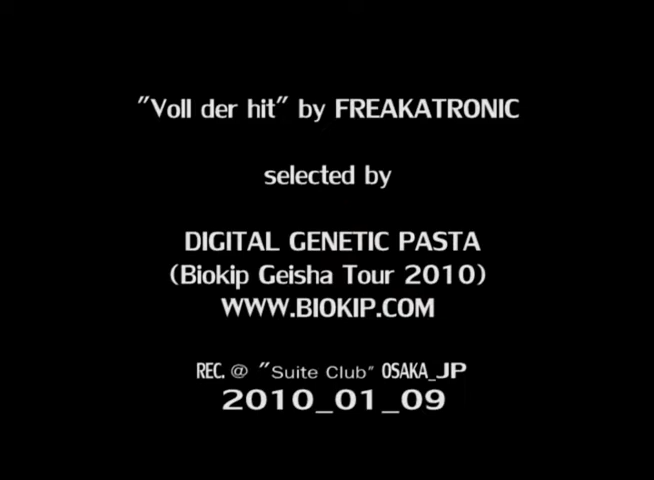 "Voll der hit" by FREAKATRONIC
selected by
DIGITAL GENETIC PASTA
(Biokip Geisha Tour 2010)
WWW.BIOKIP.COM
REC. @ "Suite Club" OSAKA_JP
2010_01_09